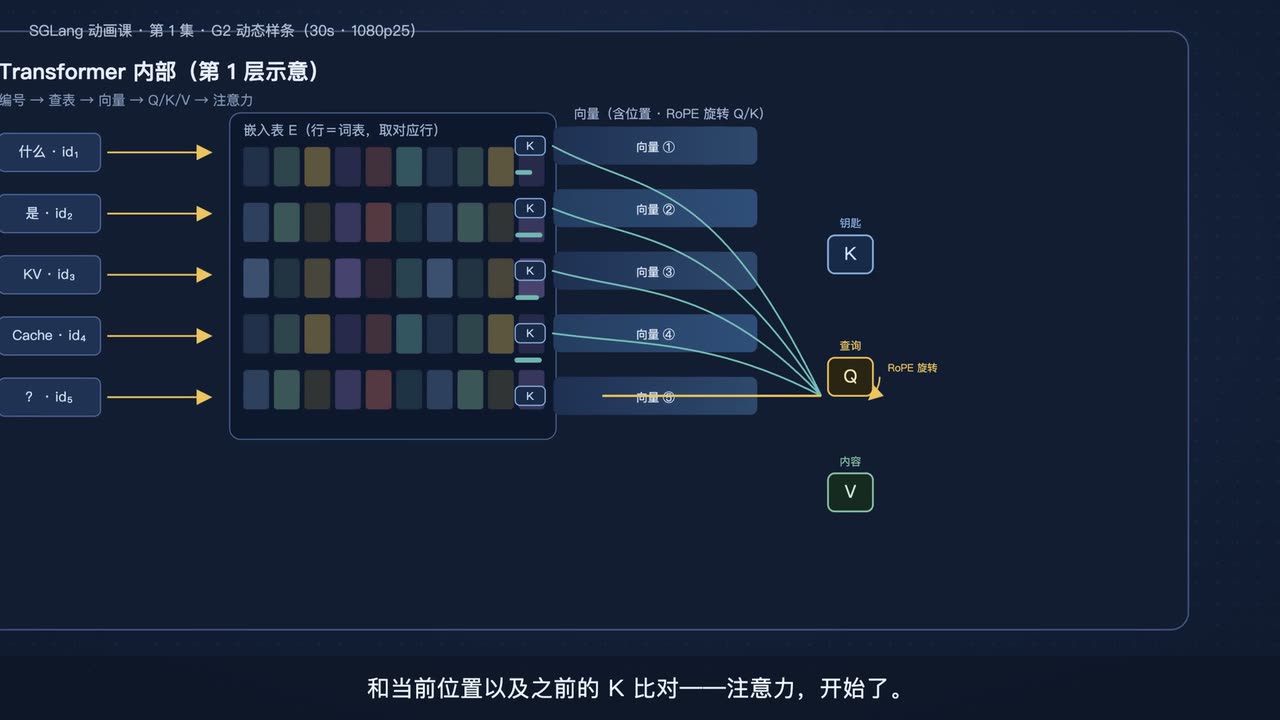 SGLang 动画课 · 第 1 集 · G2 动态样条（30s · 1080p25）
Transformer 内部（第 1 层示意）
编号 → 查表 → 向量 → Q/K/V → 注意力
嵌入表 E（行＝词表，取对应行）
向量（含位置 · RoPE 旋转 Q/K）
什么 · id₁
K
向量 ①
是 · id₂
K
向量 ②
KV · id₃
K
向量 ③
Cache · id₄
K
向量 ④
？ · id₅
K
向量 ⑤
钥匙
K
查询
Q
RoPE 旋转
内容
V
和当前位置以及之前的 K 比对——注意力，开始了。